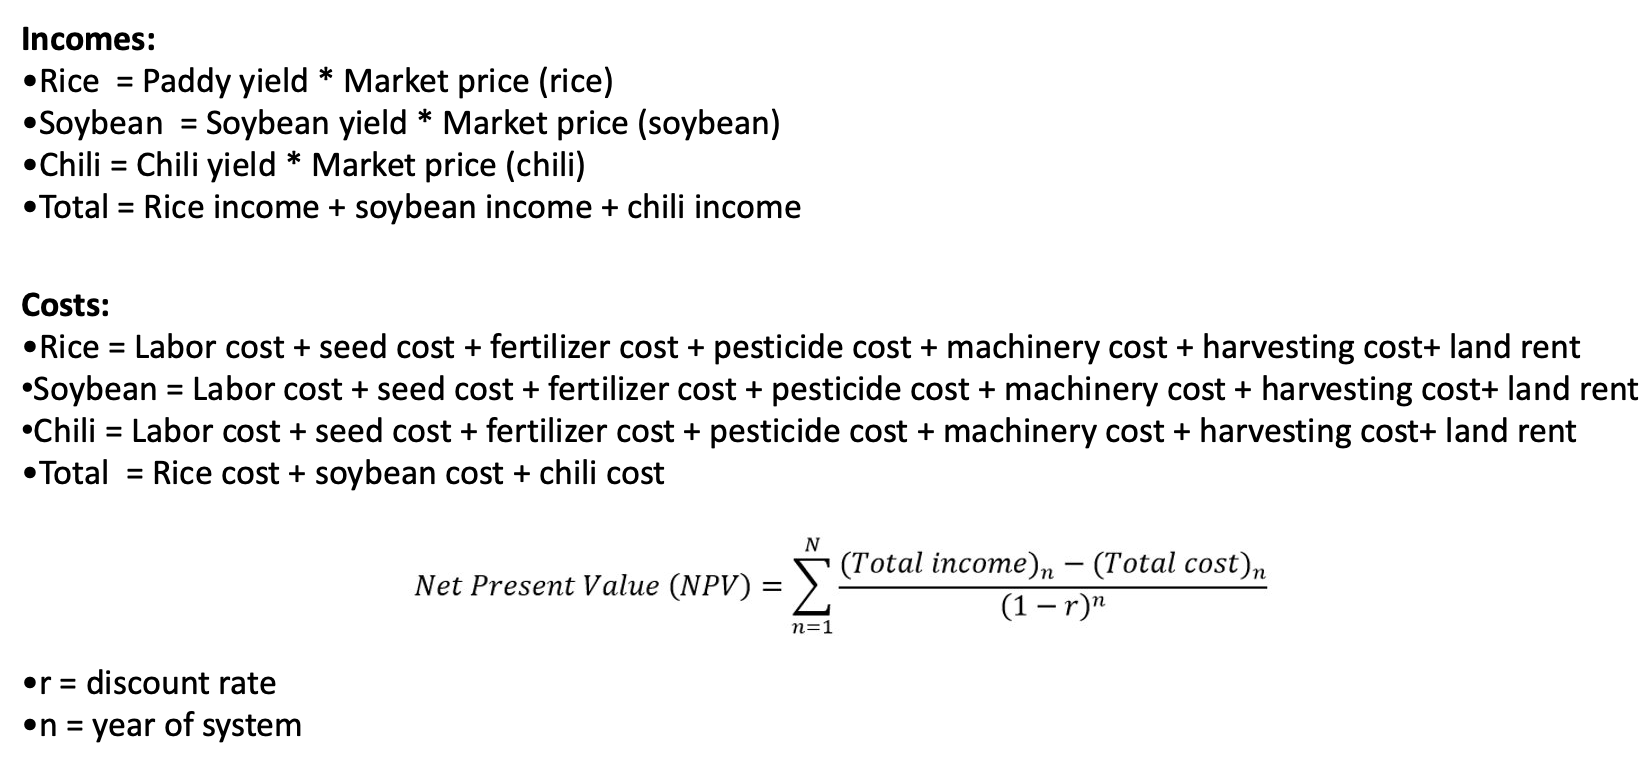 Incomes:
•Rice = Paddy yield * Market price (rice)
•Soybean = Soybean yield * Market price (soybean)
•Chili = Chili yield * Market price (chili)
•Total = Rice income + soybean income + chili income
Costs:
•Rice = Labor cost + seed cost + fertilizer cost + pesticide cost + machinery cost + harvesting cost+ land rent
•Soybean = Labor cost + seed cost + fertilizer cost + pesticide cost + machinery cost + harvesting cost+ land rent
•Chili = Labor cost + seed cost + fertilizer cost + pesticide cost + machinery cost + harvesting cost+ land rent
•Total = Rice cost + soybean cost + chili cost
Net Present Value (NPV) = \sum_{n=1}^{N} \frac{(Total income)_n − (Total cost)_n}{(1 − r)^n}
•r = discount rate
•n = year of system